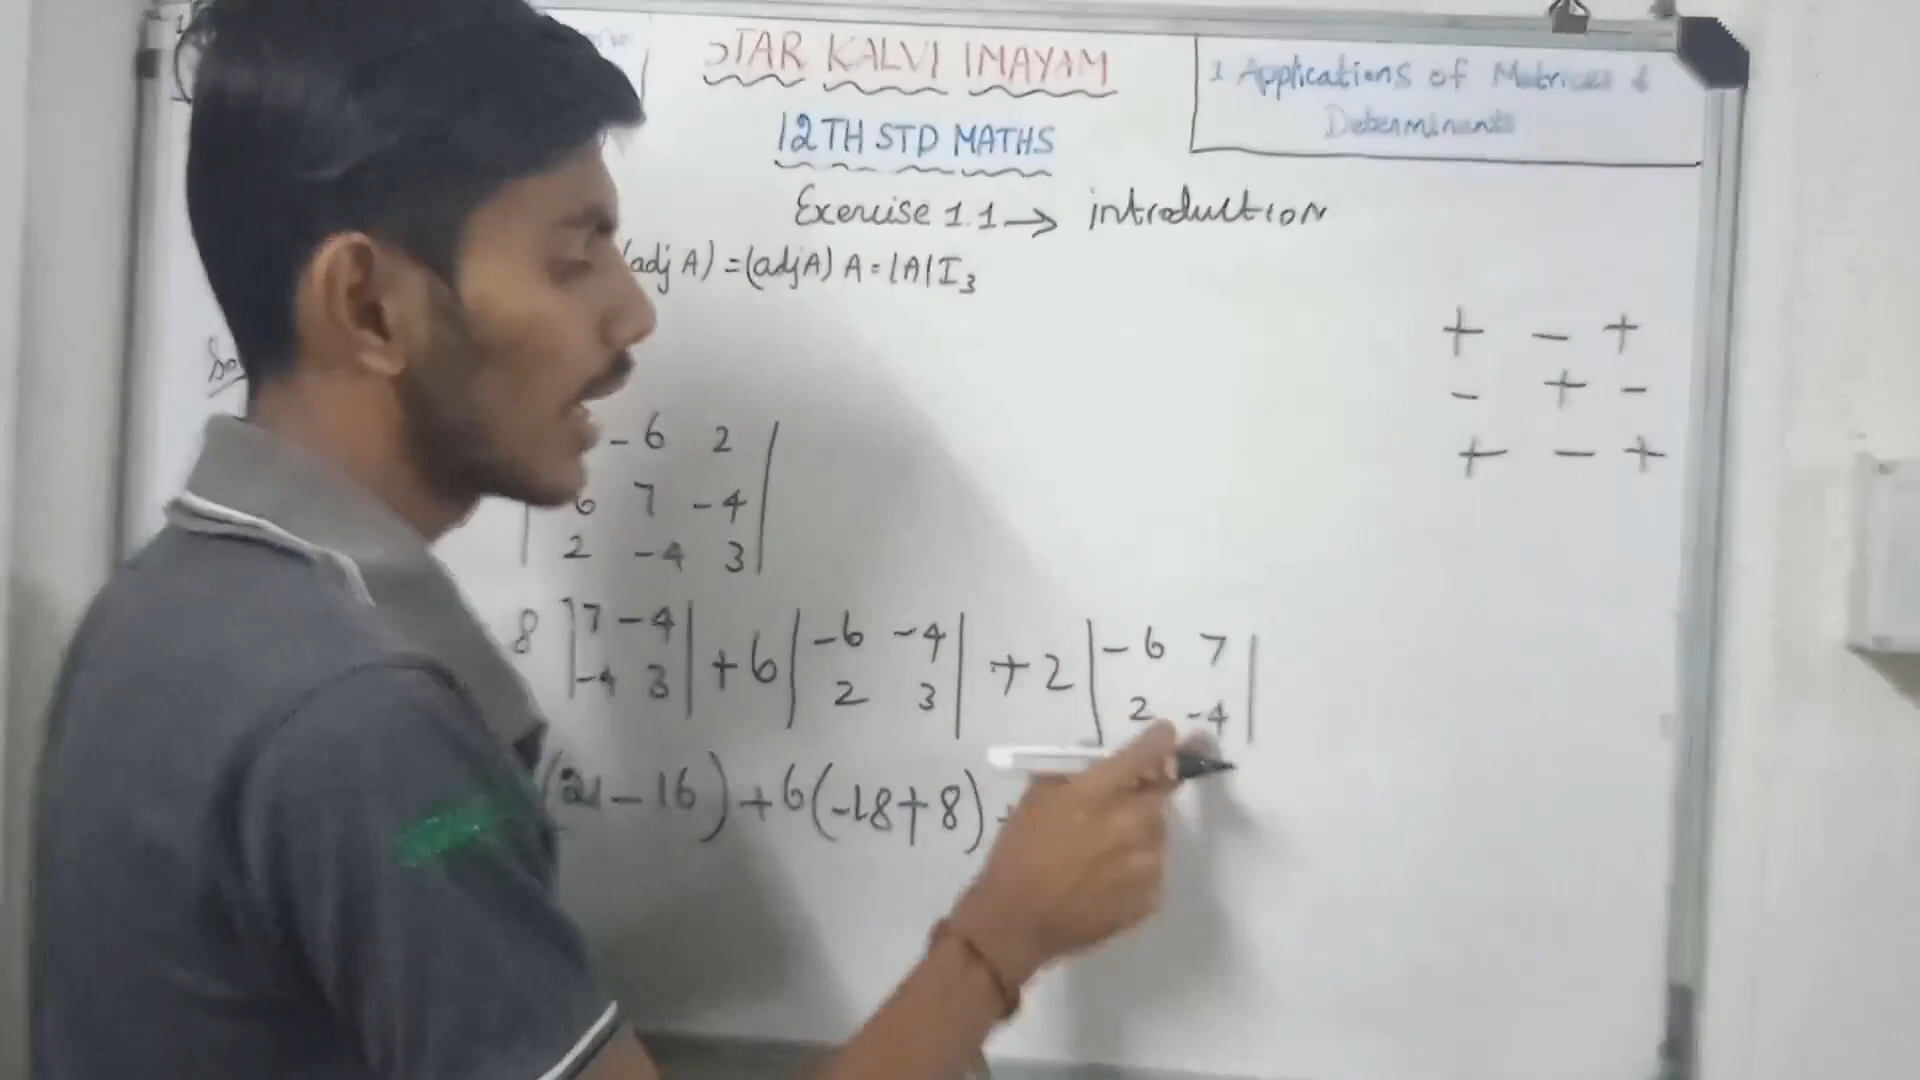 STAR KALVI IMAYAM
1 Applications of Matrices &
Determinants
12TH STD MATHS
Exercise 1.1 → introduction
(adj A) = (adj A) A = |A| I₃
+ - +
- + -
+ - +
So
- 6 2 |
6 7 - 4
2 - 4 3
8 | 7 - 4 | + 6 | - 6 - 4 | + 2 | - 6 7 |
- 4 3 2 3 2 - 4
(21 - 16) + 6 (-18 + 8) +